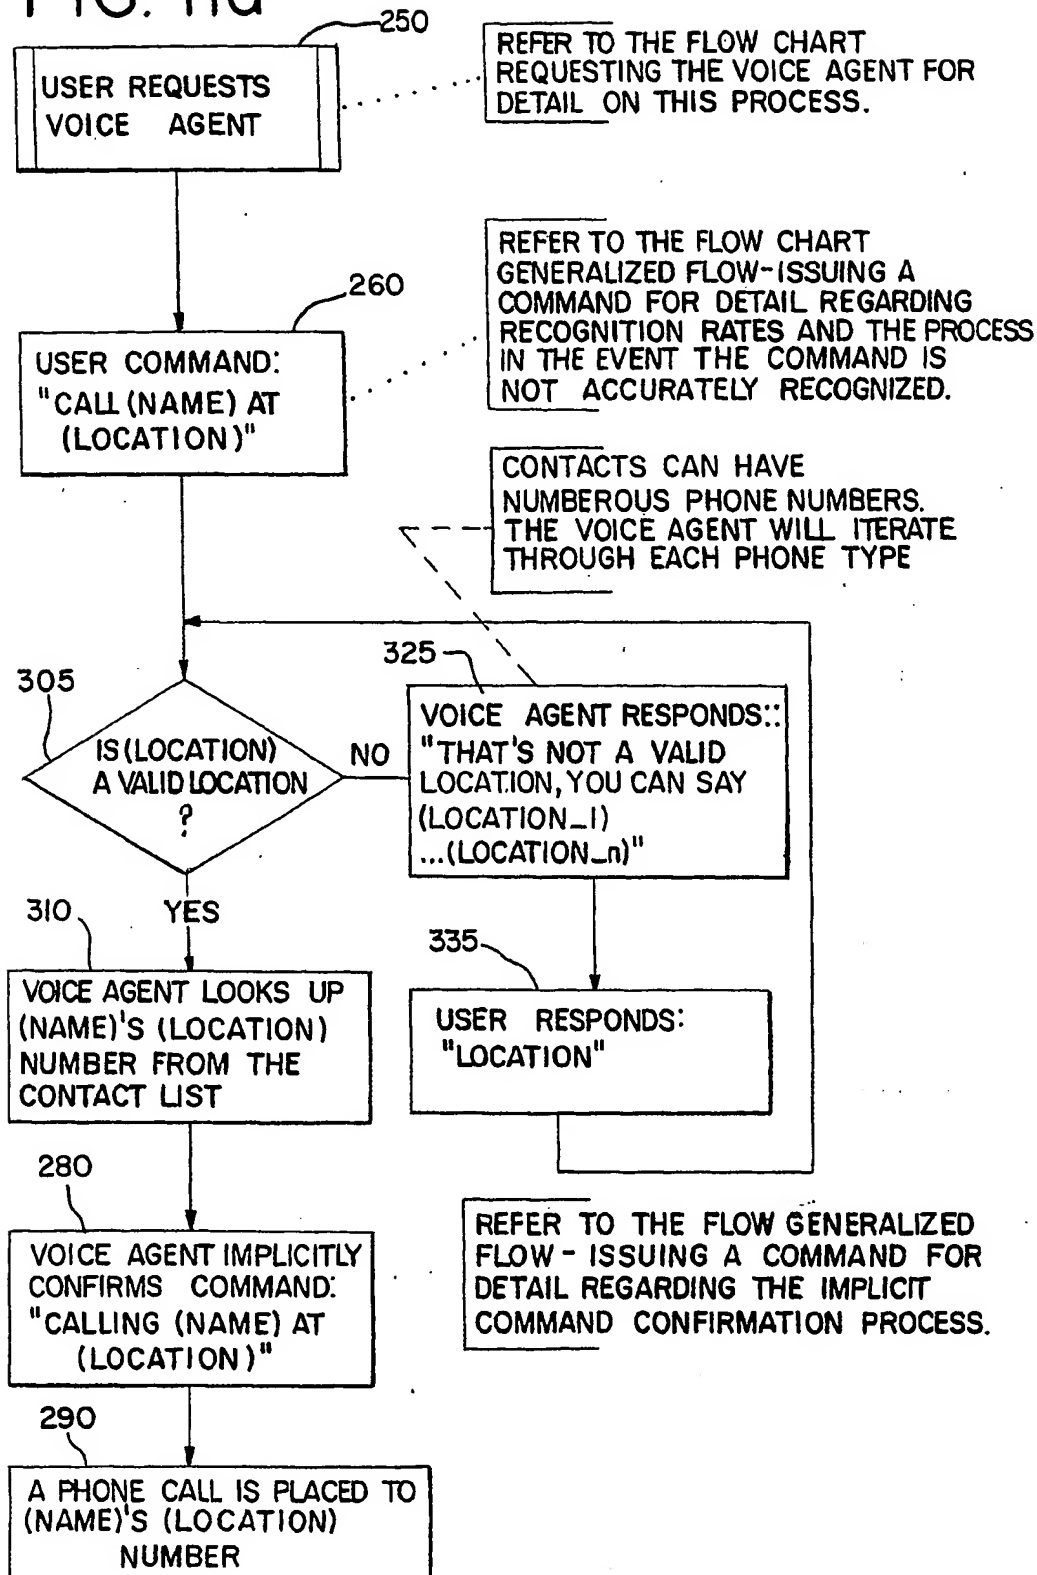 FIG. 11a
250
USER REQUESTS
VOICE AGENT
REFER TO THE FLOW CHART
REQUESTING THE VOICE AGENT FOR
DETAIL ON THIS PROCESS.
260
USER COMMAND:
"CALL (NAME) AT
(LOCATION)"
REFER TO THE FLOW CHART
GENERALIZED FLOW-ISSUING A
COMMAND FOR DETAIL REGARDING
RECOGNITION RATES AND THE PROCESS
IN THE EVENT THE COMMAND IS
NOT ACCURATELY RECOGNIZED.
CONTACTS CAN HAVE
NUMBEROUS PHONE NUMBERS.
THE VOICE AGENT WILL ITERATE
THROUGH EACH PHONE TYPE
305
IS (LOCATION)
A VALID LOCATION
?
NO
325
VOICE AGENT RESPONDS::
"THAT'S NOT A VALID
LOCATION, YOU CAN SAY
(LOCATION_1)
...(LOCATION_n)"
YES
335
USER RESPONDS:
"LOCATION"
310
VOICE AGENT LOOKS UP
(NAME)'S (LOCATION)
NUMBER FROM THE
CONTACT LIST
280
VOICE AGENT IMPLICITLY
CONFIRMS COMMAND:
"CALLING (NAME) AT
(LOCATION)"
REFER TO THE FLOW GENERALIZED
FLOW - ISSUING A COMMAND FOR
DETAIL REGARDING THE IMPLICIT
COMMAND CONFIRMATION PROCESS.
290
A PHONE CALL IS PLACED TO
(NAME)'S (LOCATION)
NUMBER